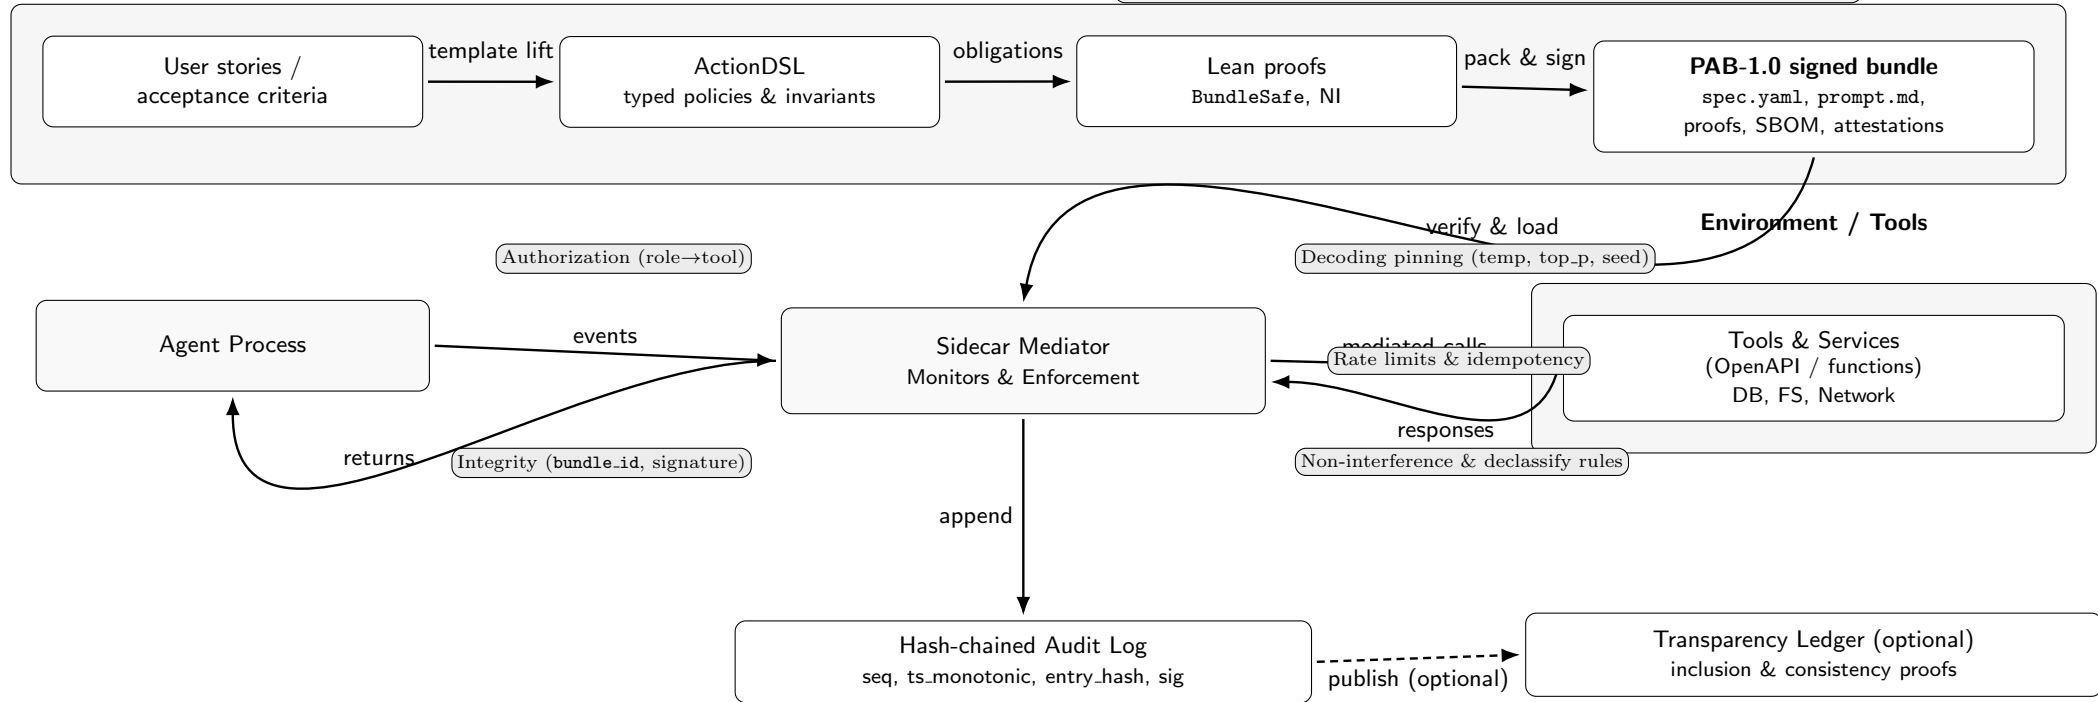 User stories /
acceptance criteria
template lift
ActionDSL
typed policies & invariants
obligations
Lean proofs
BundleSafe, NI
pack & sign
PAB-1.0 signed bundle
spec.yaml, prompt.md,
proofs, SBOM, attestations
verify & load
Environment / Tools
Authorization (role→tool)
Decoding pinning (temp, top_p, seed)
Agent Process
events
Sidecar Mediator
Monitors & Enforcement
mediated calls
Rate limits & idempotency
Tools & Services
(OpenAPI / functions)
DB, FS, Network
responses
returns
Integrity (bundle_id, signature)
Non-interference & declassify rules
append
Hash-chained Audit Log
seq, ts_monotonic, entry_hash, sig
publish (optional)
Transparency Ledger (optional)
inclusion & consistency proofs